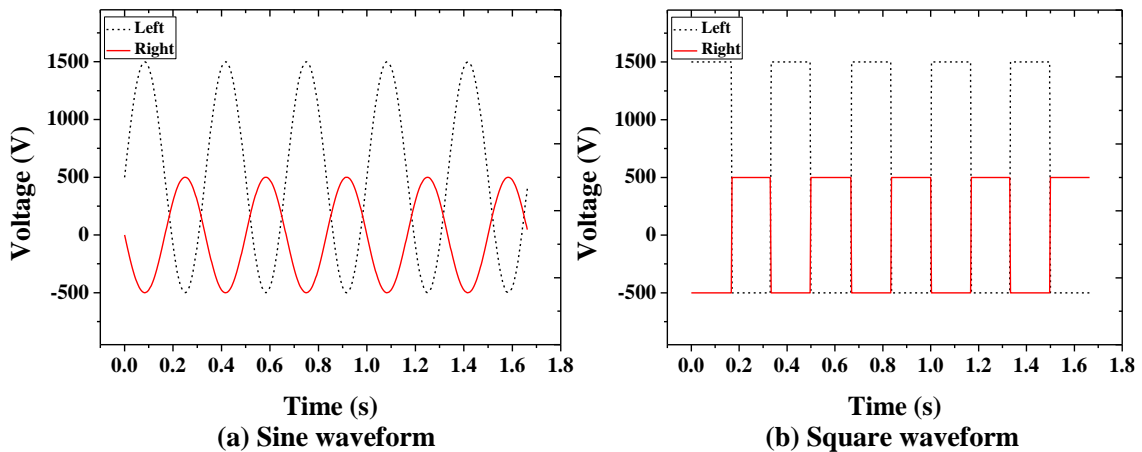 Left
Right
1500
1000
500
0
-500
Voltage (V)
0.0 0.2 0.4 0.6 0.8 1.0 1.2 1.4 1.6 1.8
Time (s)
(a) Sine waveform
Left
Right
1500
1000
500
0
-500
Voltage (V)
0.0 0.2 0.4 0.6 0.8 1.0 1.2 1.4 1.6 1.8
Time (s)
(b) Square waveform